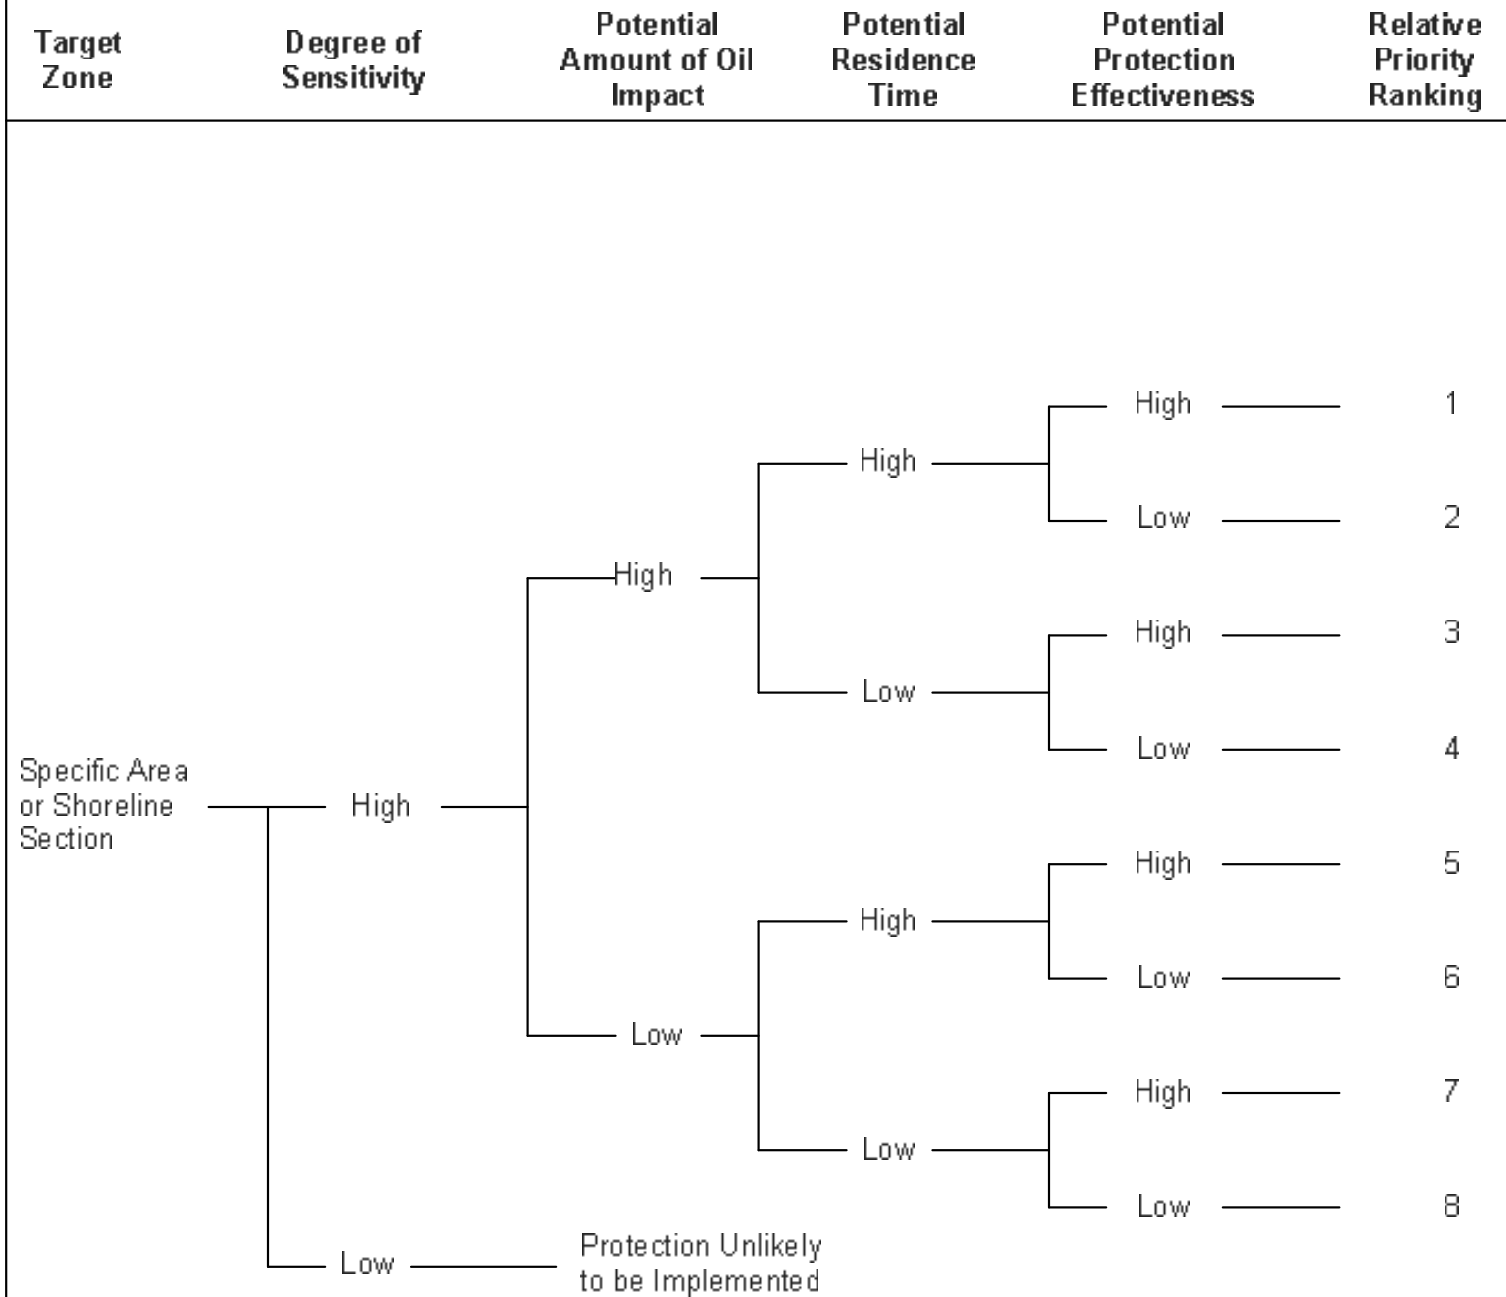 Target
Zone
Degree of
Sensitivity
Potential
Amount of Oil
Impact
Potential
Residence
Time
Potential
Protection
Effectiveness
Relative
Priority
Ranking
High
1
High
Low
2
High
High
3
Low
Low
4
Specific Area
or Shoreline
Section
High
High
5
High
Low
6
Low
High
7
Low
Low
8
Low
Protection Unlikely
to be Implemented